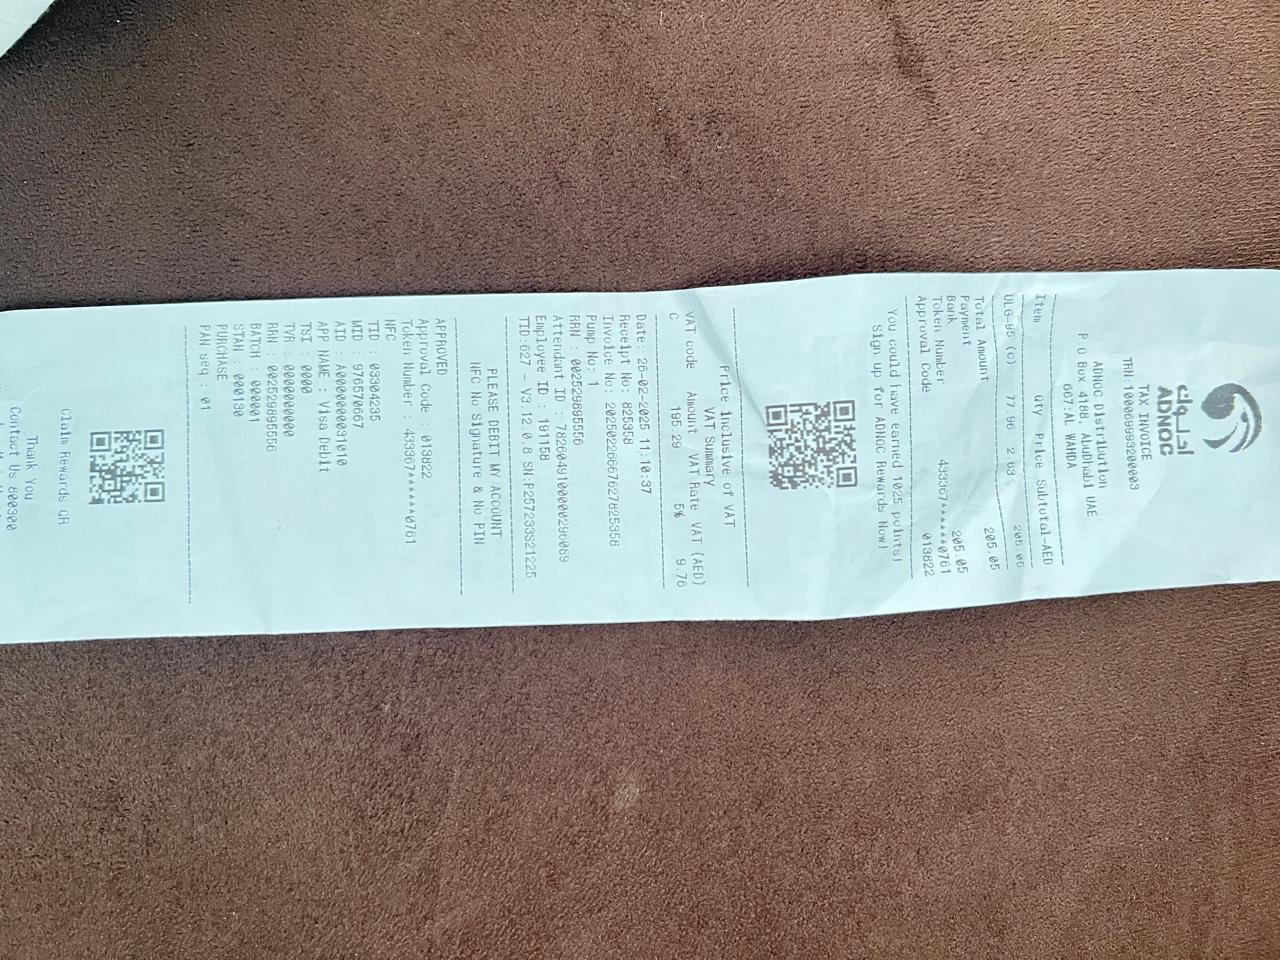 ادنوك
ADNOC
TAX INVOICE
TRN:100069993200003
ADNOC Distribution
P.O Box 4188, AbuDhabi UAE
667:AL WAHDA
Item Qty Price Subtotal-AED
ULG-95 (C) 77.96 2.63 205.05
Total Amount 205.05
Payment
Bank 205.05
Token Number 433367******0761
Approval Code 013822
You could have earned 1025 points!
Sign up for ADNOC Rewards Now!
Price inclusive of VAT
VAT Summary
VAT code Amount VAT Rate VAT (AED)
C 195.29 5% 9.76
Date: 26-02-2025 11:10:37
Receipt No: 825358
Invoice No: 20250226667627825358
Pump No: 1
RRN : 002529895556
Attendant ID : 7826049100000296089
Employee ID : 191158
TID:627 - V3.12.0.8 SN:P257233S21225
PLEASE DEBIT MY ACCOUNT
NFC No Signature & No PIN
APPROVED
Approval Code : 013822
Token Number : 433367******0761
NFC
TID : 03304235
MID : 976570667
AID : A0000000031010
APP NAME : Visa Debit
TSI : 0000
TVR : 0000000000
RRN : 002529895556
BATCH : 000001
STAN : 000130
PURCHASE
PAN seq : 01
Claim Rewards QR
Thank You
Contact Us 800300